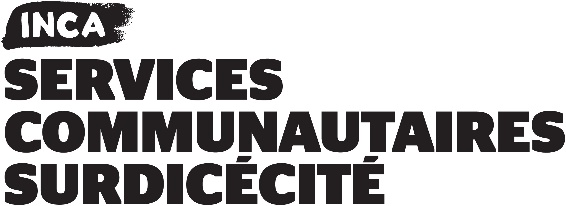 INCA
SERVICES
COMMUNAUTAIRES
SURDICÉCITÉ